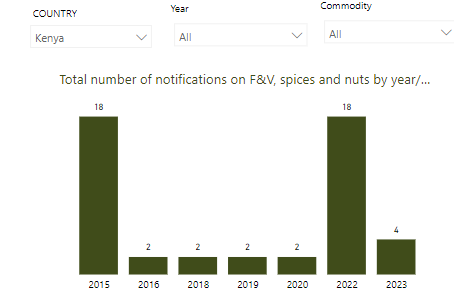 COUNTRY Year Commodity
Kenya All All
Total number of notifications on F&V, spices and nuts by year/...
18 18
4
2 2 2 2
2015 2016 2018 2019 2020 2022 2023